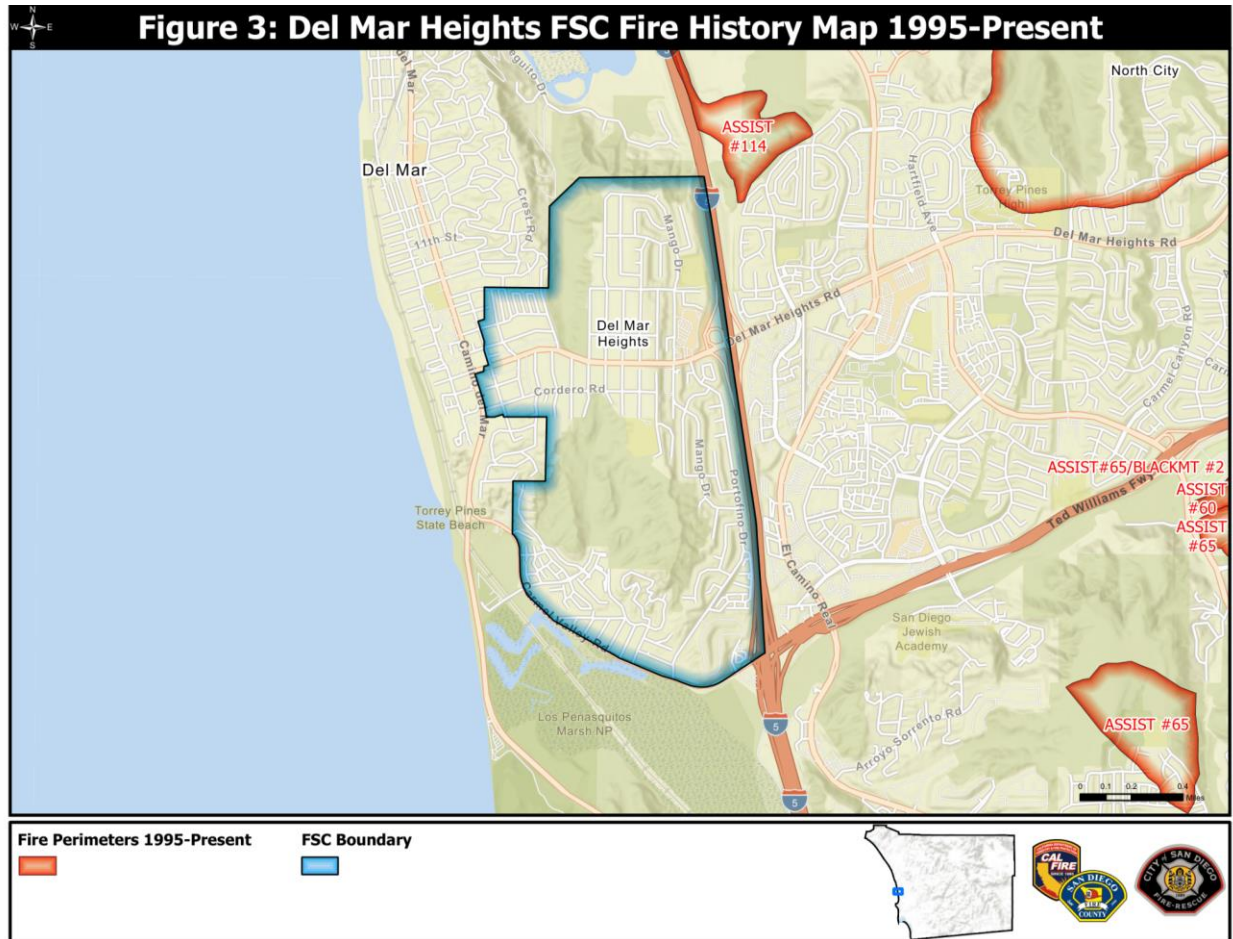 Figure 3: Del Mar Heights FSC Fire History Map 1995-Present
N
W E
S
del Mar
North City
ASSIST
#114
Del Mar
Crest Rd
Hartfield Ave
Torrey Pines
High
11th St
Mango Dr
Del Mar Heights Rd
Del Mar
Heights
Del Mar Heights Rd
Camino del Mar
Cordero Rd
Carmel Canyon Rd
Mango Dr
Portofino Dr
ASSIST#65/BLACKMT #2
ASSIST
#60
ASSIST
#65
Ted Williams Fwy
Torrey Pines
State Beach
El Camino Real
Carmel Valley Rd
San Diego
Jewish
Academy
Los Penasquitos
Marsh NP
5
Arroyo Sorrento Rd
ASSIST #65
5
0 0.1 0.2 0.4
Miles
Fire Perimeters 1995-Present
FSC Boundary
CAL
FIRE
SINCE 1885
SAN DIEGO
FIRE
COUNTY
CITY of SAN DIEGO
FIRE-RESCUE